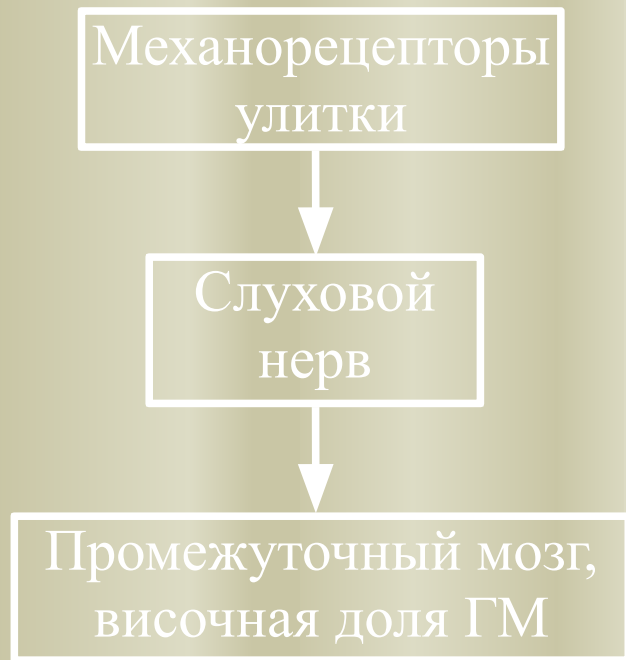 Механорецепторы
улитки
Слуховой
нерв
Промежуточный мозг,
височная доля ГМ